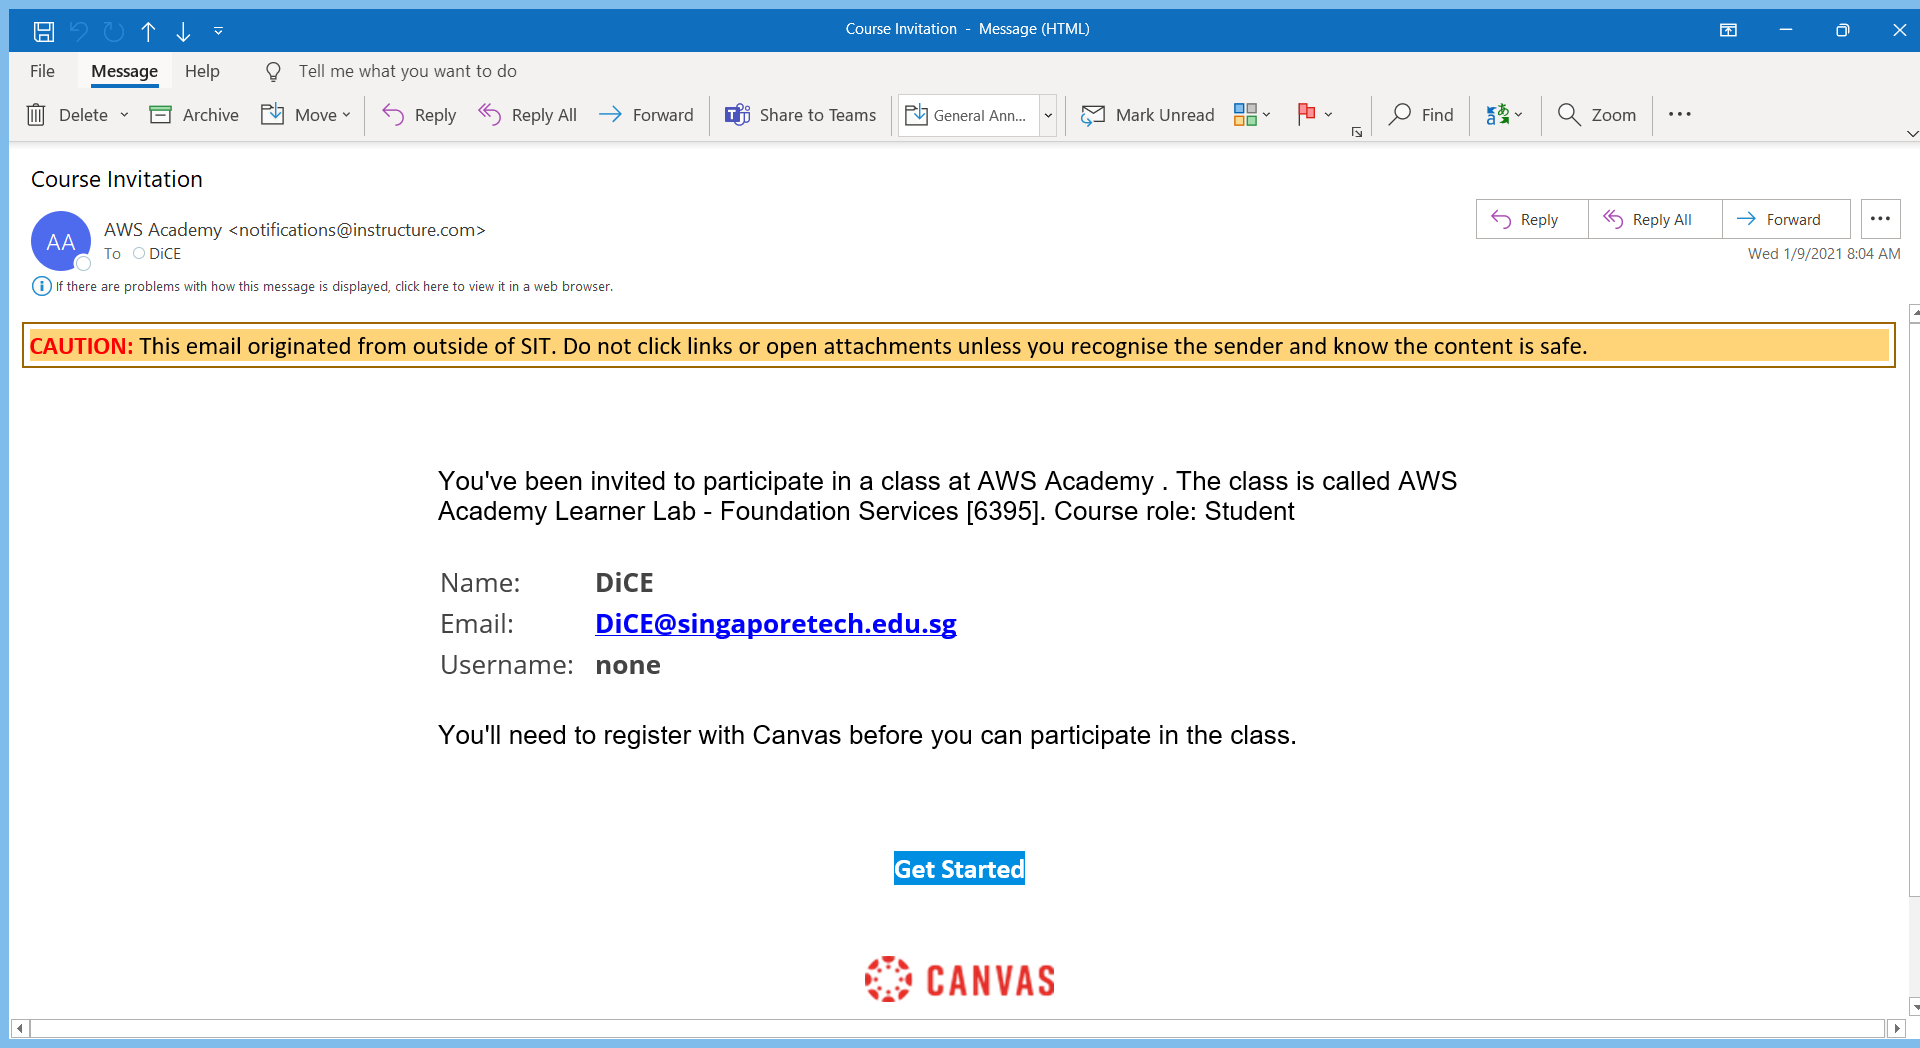 Course Invitation - Message (HTML)
File Message Help Tell me what you want to do
Delete Archive Move Reply Reply All Forward Share to Teams General Ann... Mark Unread Find Zoom
Course Invitation
AA
AWS Academy <notifications@instructure.com>
To DiCE
Reply Reply All Forward
Wed 1/9/2021 8:04 AM
If there are problems with how this message is displayed, click here to view it in a web browser.
CAUTION: This email originated from outside of SIT. Do not click links or open attachments unless you recognise the sender and know the content is safe.
You've been invited to participate in a class at AWS Academy . The class is called AWS
Academy Learner Lab - Foundation Services [6395]. Course role: Student
Name: DiCE
Email: DiCE@singaporetech.edu.sg
Username: none
You'll need to register with Canvas before you can participate in the class.
Get Started
CANVAS